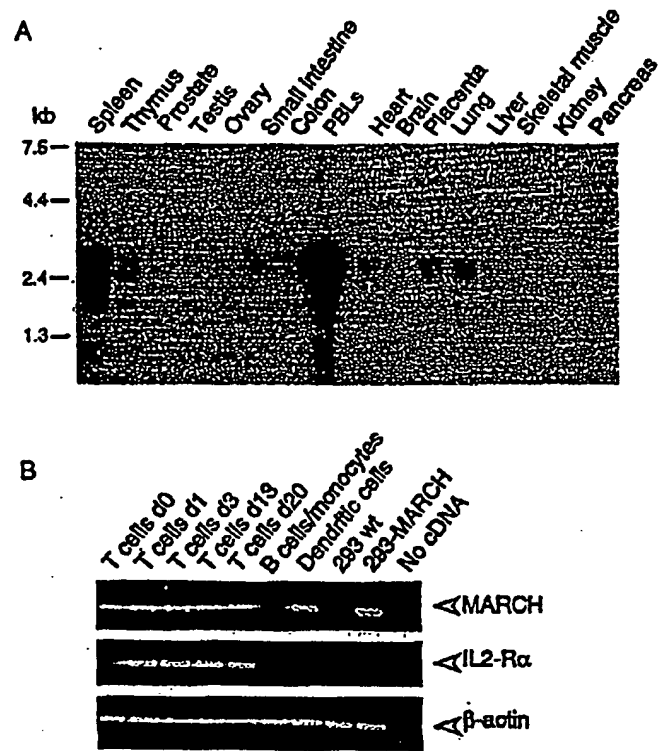 A
kb
Spleen
Thymus
Prostate
Testis
Ovary
Small intestine
Colon
PBLs
Heart
Brain
Placenta
Lung
Liver
Skeletal muscle
Kidney
Pancreas
7.5
4.4
2.4
1.3
B
T cells d0
T cells d1
T cells d3
T cells d13
T cells d20
B cells/monocytes
Dendritic cells
293 wt
293-MARCH
No cDNA
MARCH
IL2-Rα
β-actin